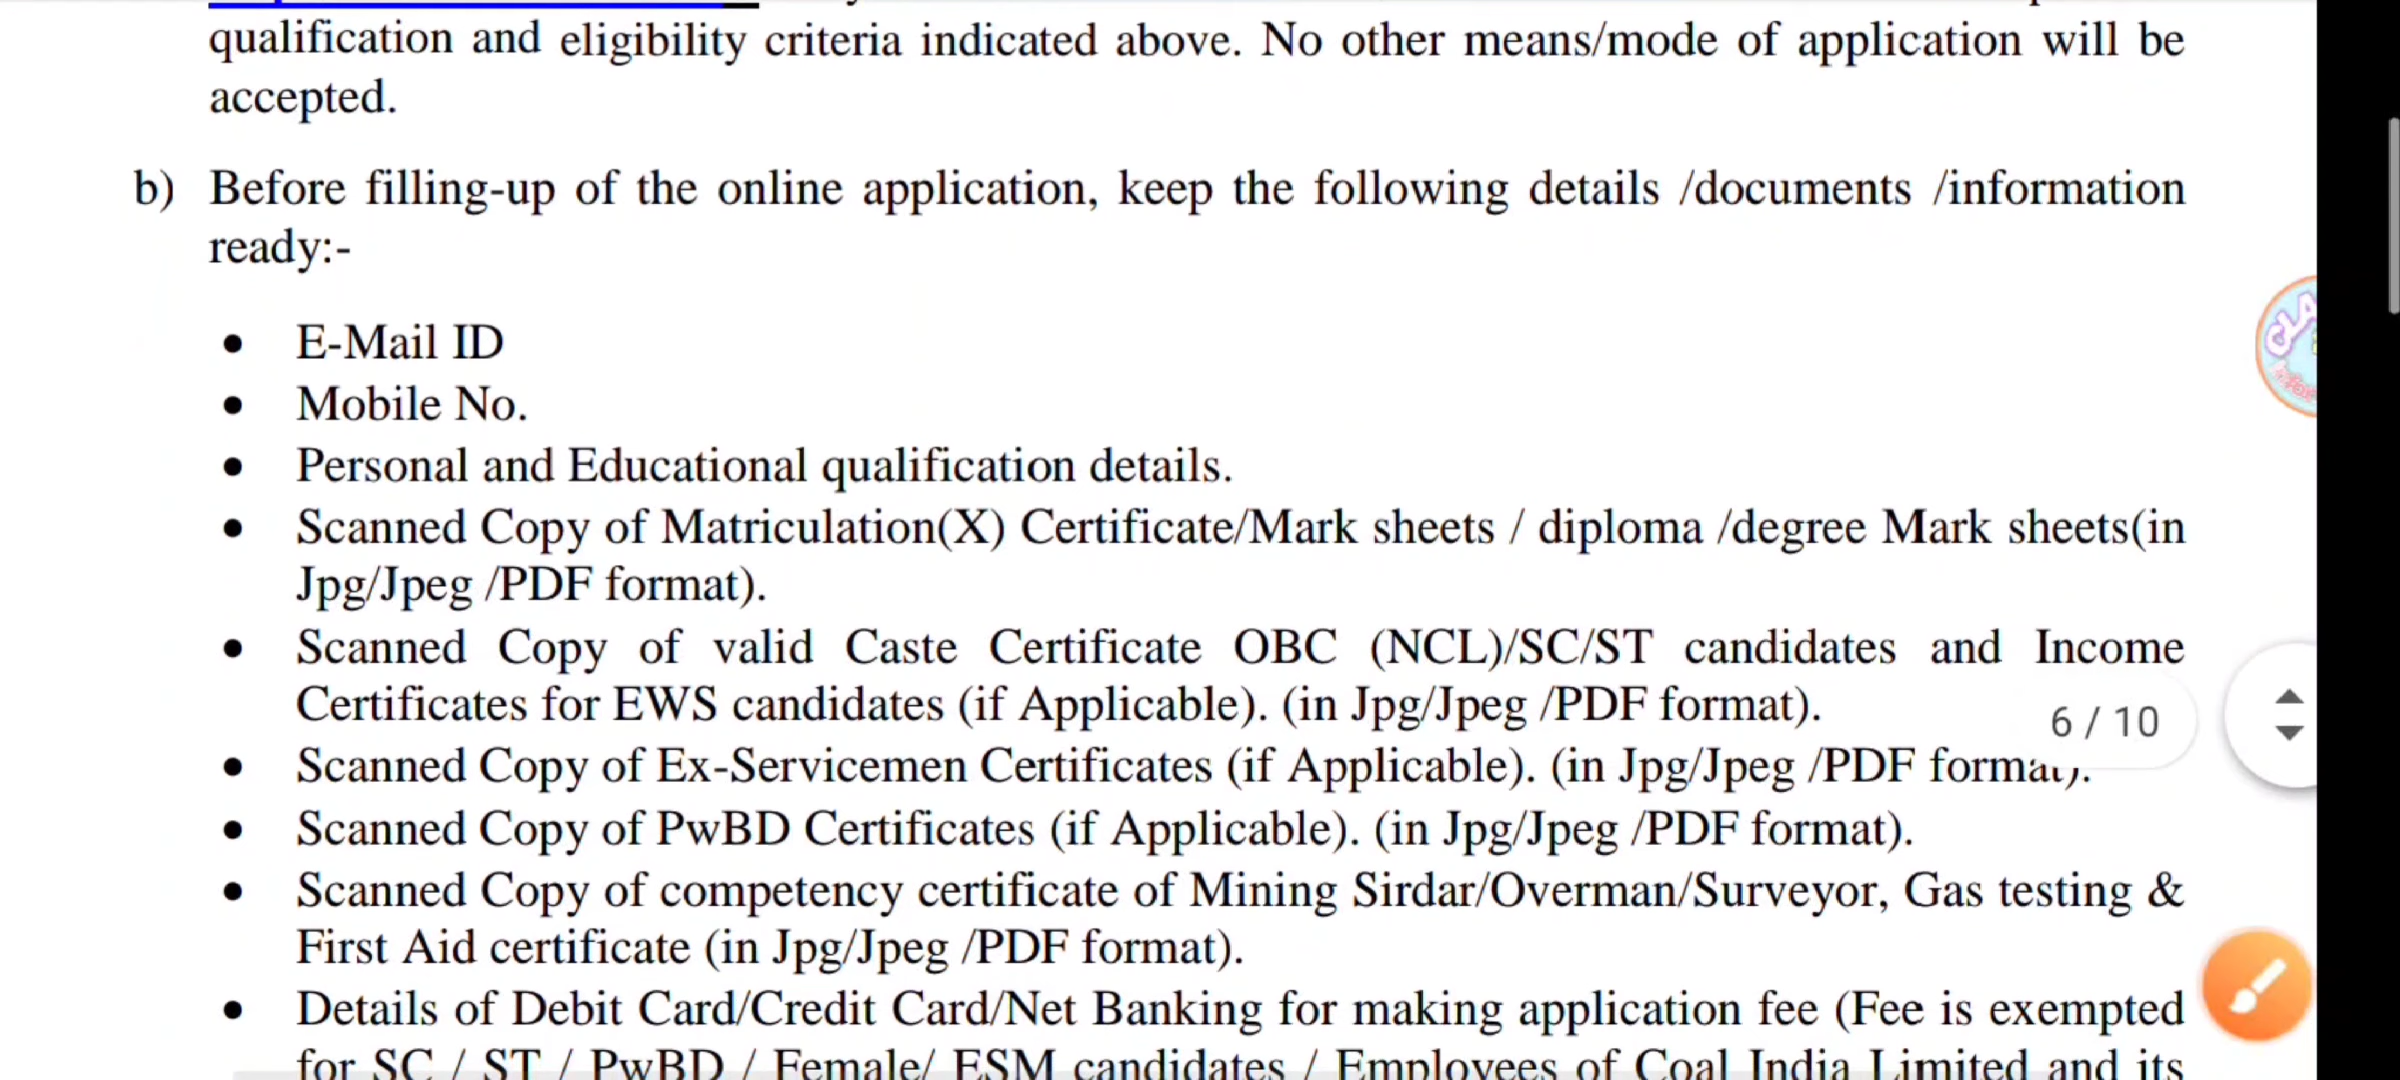 qualification and eligibility criteria indicated above. No other means/mode of application will be
accepted.
b) Before filling-up of the online application, keep the following details /documents /information
ready:-
• E-Mail ID
• Mobile No.
• Personal and Educational qualification details.
• Scanned Copy of Matriculation(X) Certificate/Mark sheets / diploma /degree Mark sheets(in
Jpg/Jpeg /PDF format).
• Scanned Copy of valid Caste Certificate OBC (NCL)/SC/ST candidates and Income
Certificates for EWS candidates (if Applicable). (in Jpg/Jpeg /PDF format).
6 / 10
• Scanned Copy of Ex-Servicemen Certificates (if Applicable). (in Jpg/Jpeg /PDF format).
• Scanned Copy of PwBD Certificates (if Applicable). (in Jpg/Jpeg /PDF format).
• Scanned Copy of competency certificate of Mining Sirdar/Overman/Surveyor, Gas testing &
First Aid certificate (in Jpg/Jpeg /PDF format).
• Details of Debit Card/Credit Card/Net Banking for making application fee (Fee is exempted
for SC / ST / PwBD / Female/ ESM candidates / Employees of Coal India Limited and its